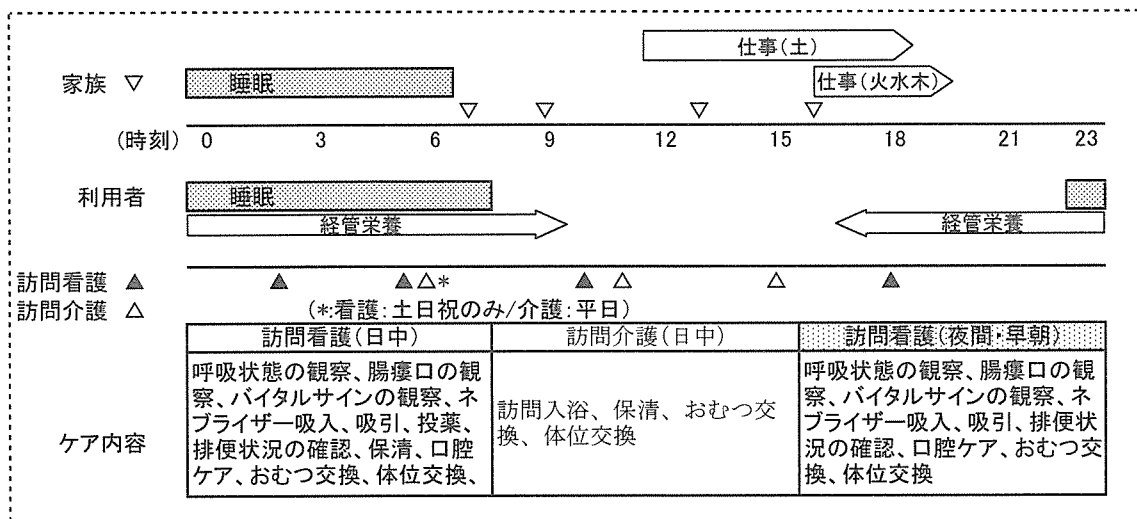 仕事(土)
家族 ▽ 睡眠 仕事(火水木)
▽ ▽ ▽ ▽
(時刻) 0 3 6 9 12 15 18 21 23
利用者 睡眠
経管栄養 経管栄養
訪問看護 ▲ ▲ ▲ ▲ ▲
訪問介護 △ △* △ △
(*:看護:土日祝のみ/介護:平日)
訪問看護(日中) 訪問介護(日中) 訪問看護(夜間・早朝)
ケア内容
呼吸状態の観察、腸瘻口の観
察、バイタルサインの観察、ネ
ブライザー吸入、吸引、投薬、
排便状況の確認、保清、口腔
ケア、おむつ交換、体位交換、
訪問入浴、保清、おむつ交
換、体位交換
呼吸状態の観察、腸瘻口の観
察、バイタルサインの観察、ネ
ブライザー吸入、吸引、排便状
況の確認、口腔ケア、おむつ交
換、体位交換